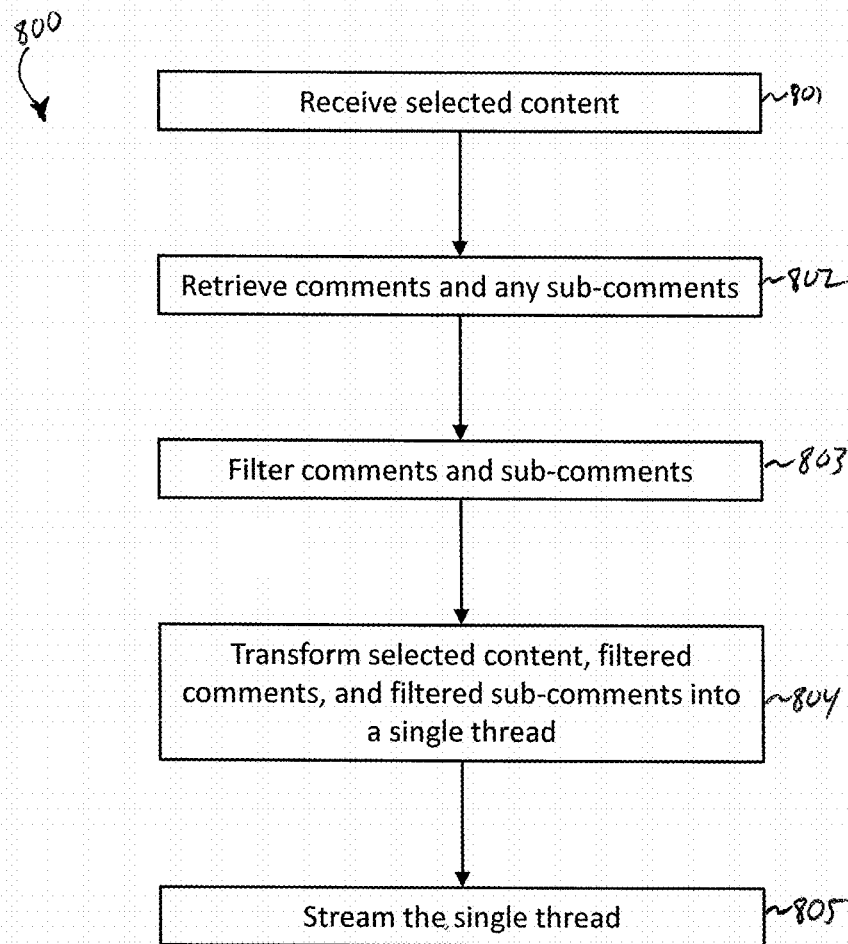 800
Receive selected content ~801
Retrieve comments and any sub-comments ~802
Filter comments and sub-comments ~803
Transform selected content, filtered
comments, and filtered sub-comments into
a single thread ~804
Stream the single thread ~805